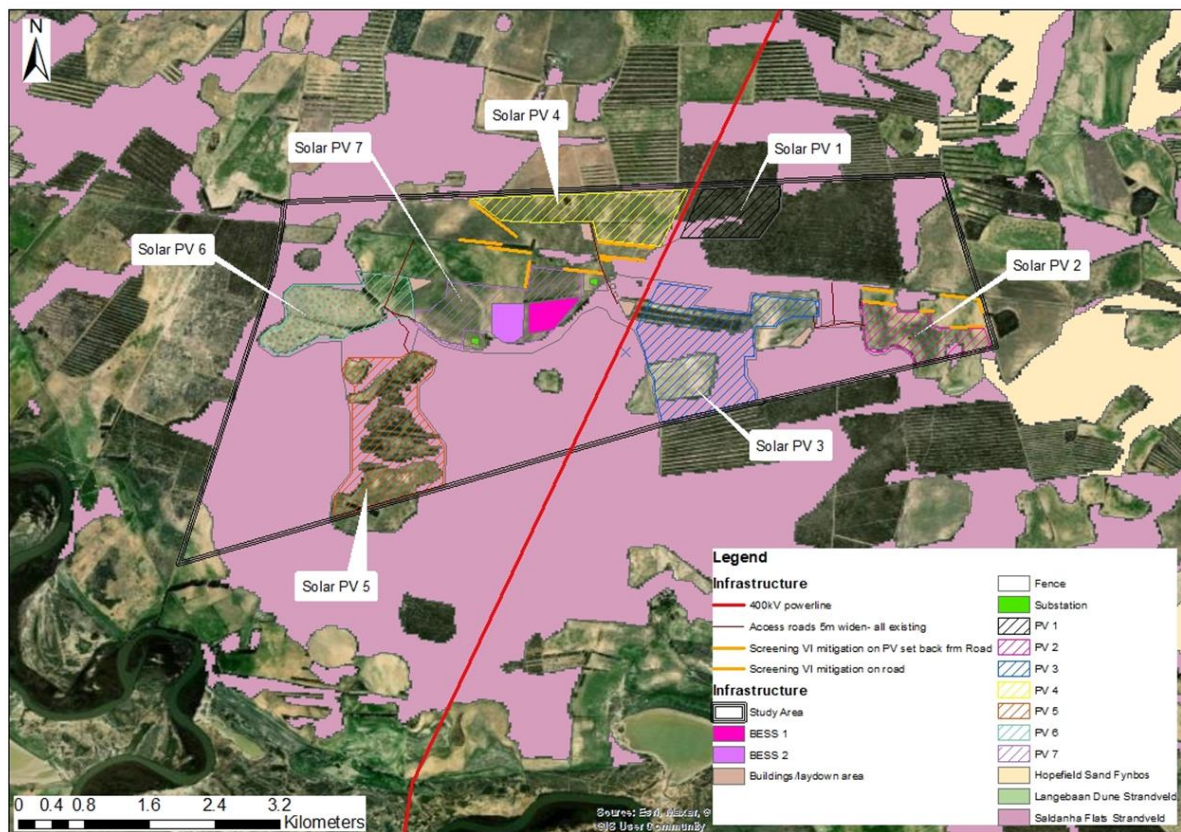 N
Solar PV 4
Solar PV 7
Solar PV 1
Solar PV 6
Solar PV 2
Solar PV 3
Solar PV 5
Legend
Infrastructure
400kV powerline
Access roads 5m widen- all existing
Screening VI mitigation on PV set back frm Road
Screening VI mitigation on road
Infrastructure
Study Area
BESS 1
BESS 2
Buildings/laydown area
Fence
Substation
PV 1
PV 2
PV 3
PV 4
PV 5
PV 6
PV 7
Hopefield Sand Fynbos
Langebaan Dune Strandveld
Saldanha Flats Strandveld
0 0.4 0.8 1.6 2.4 3.2
Kilometers
Source: Esri, Maxar, ©
GIS User Community